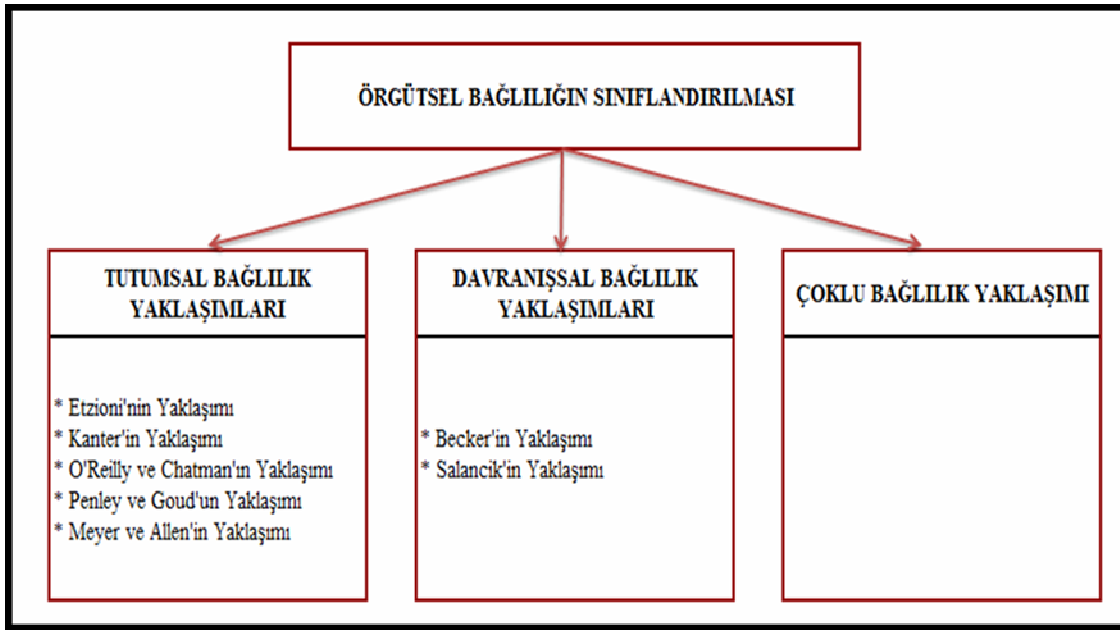 ÖRGÜTSEL BAĞLILIĞIN SINIFLANDIRILMASI
TUTUMSAL BAĞLILIK
YAKLAŞIMLARI
* Etzioni'nin Yaklaşımı
* Kanter'in Yaklaşımı
* O'Reilly ve Chatman'ın Yaklaşımı
* Penley ve Goud'un Yaklaşımı
* Meyer ve Allen'in Yaklaşımı
DAVRANIŞSAL BAĞLILIK
YAKLAŞIMLARI
* Becker'in Yaklaşımı
* Salancik'in Yaklaşımı
ÇOKLU BAĞLILIK YAKLAŞIMI